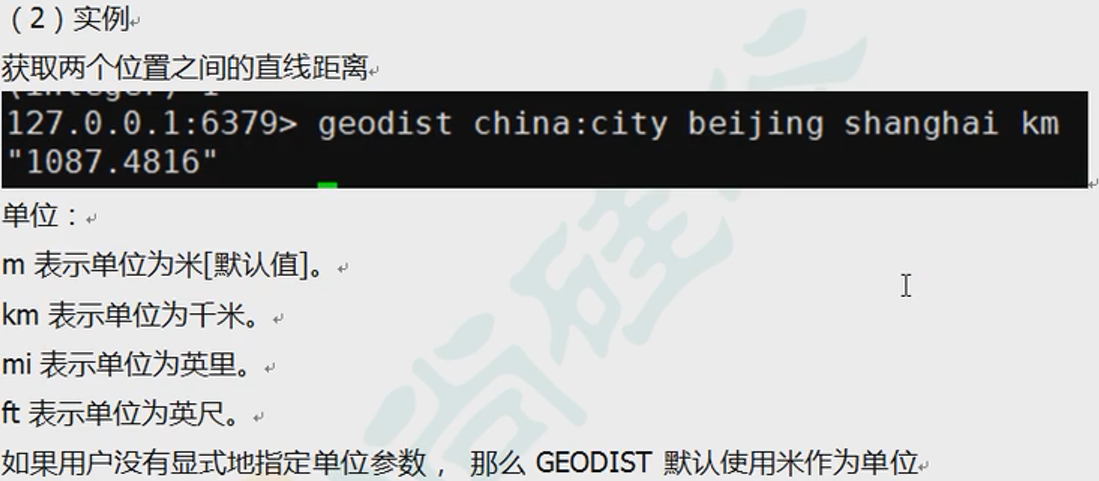 （2）实例
获取两个位置之间的直线距离
127.0.0.1:6379> geodist china:city beijing shanghai km
"1087.4816"
单位：
m 表示单位为米[默认值]。
km 表示单位为千米。
mi 表示单位为英里。
ft 表示单位为英尺。
如果用户没有显式地指定单位参数， 那么 GEODIST 默认使用米作为单位